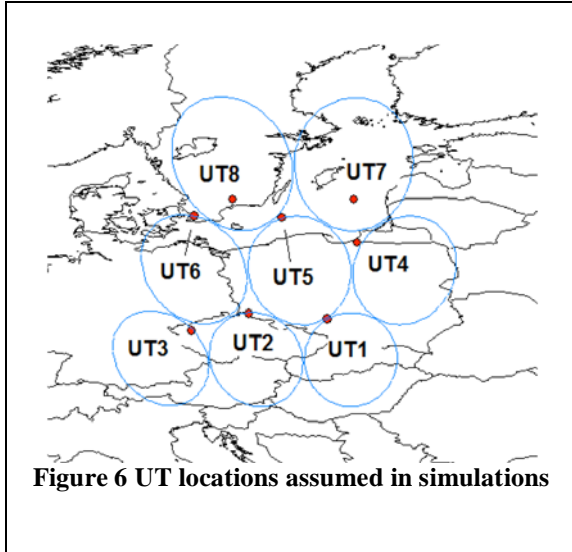 UT8
UT7
UT6
UT5
UT4
UT3
UT2
UT1
Figure 6 UT locations assumed in simulations